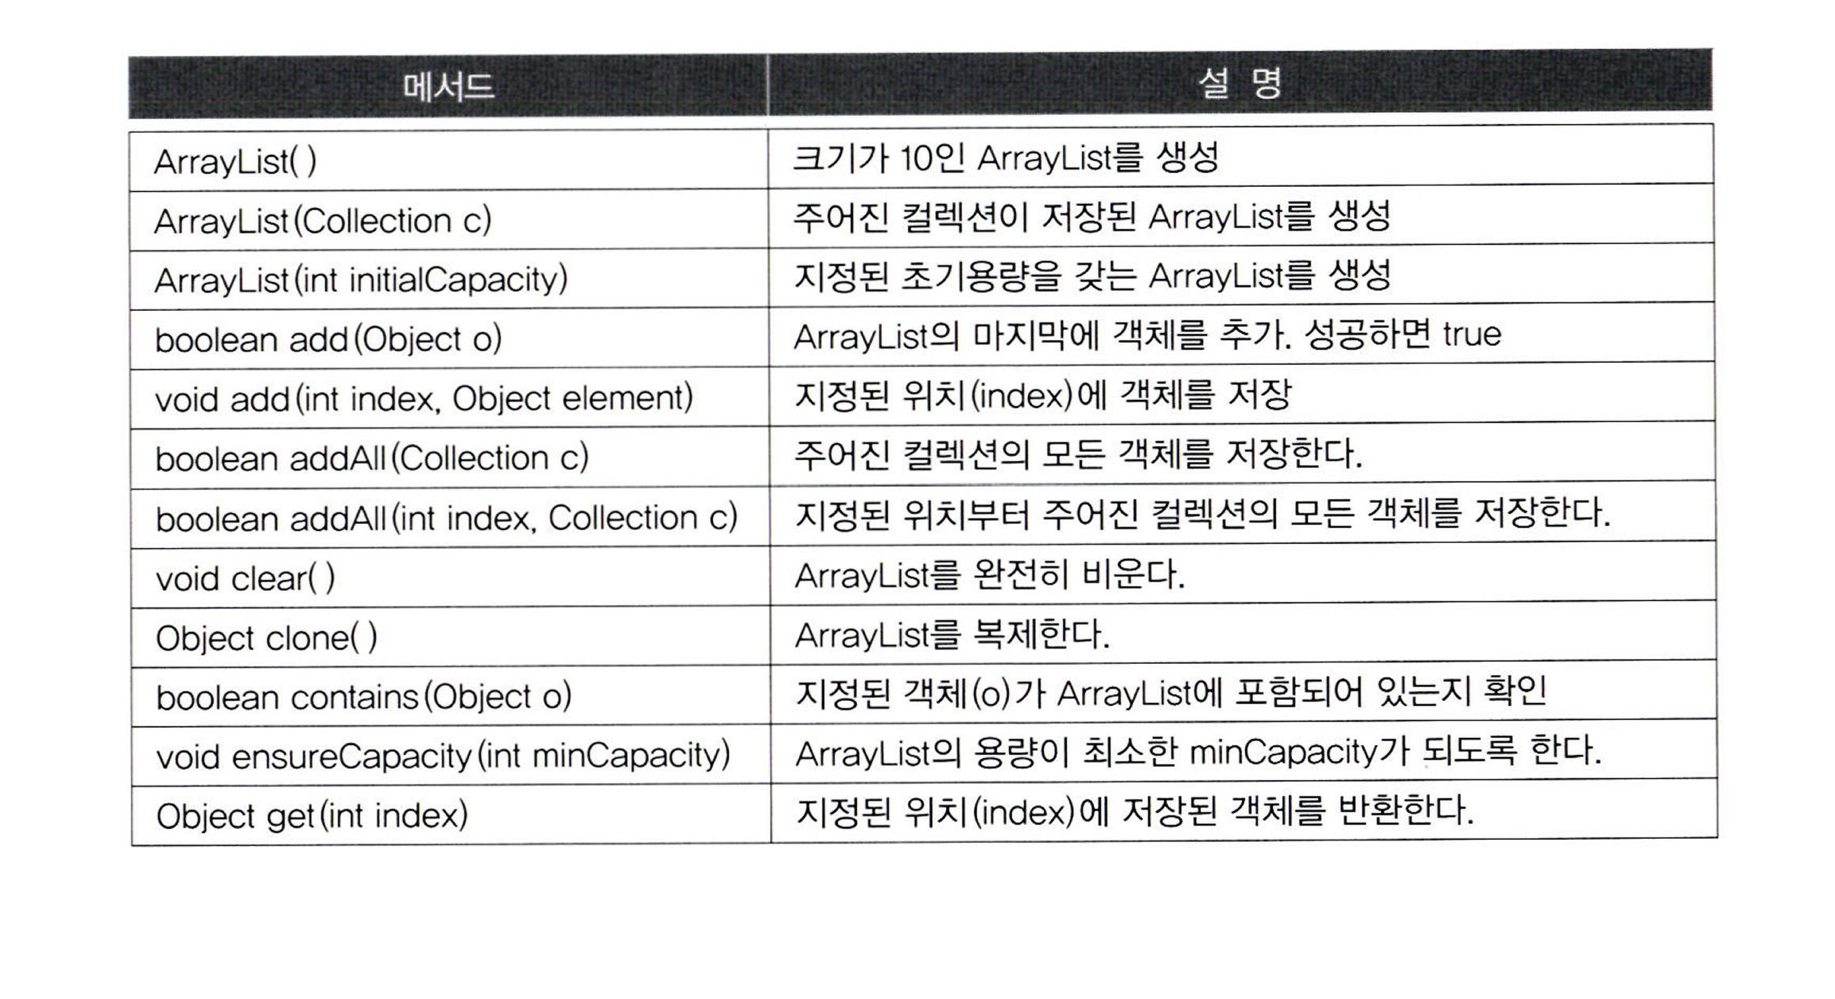 메서드 설 명
ArrayList( ) 크기가 10인 ArrayList를 생성
ArrayList(Collection c) 주어진 컬렉션이 저장된 ArrayList를 생성
ArrayList(int initialCapacity) 지정된 초기용량을 갖는 ArrayList를 생성
boolean add(Object o) ArrayList의 마지막에 객체를 추가. 성공하면 true
void add(int index, Object element) 지정된 위치(index)에 객체를 저장
boolean addAll(Collection c) 주어진 컬렉션의 모든 객체를 저장한다.
boolean addAll(int index, Collection c) 지정된 위치부터 주어진 컬렉션의 모든 객체를 저장한다.
void clear( ) ArrayList를 완전히 비운다.
Object clone( ) ArrayList를 복제한다.
boolean contains(Object o) 지정된 객체(o)가 ArrayList에 포함되어 있는지 확인
void ensureCapacity(int minCapacity) ArrayList의 용량이 최소한 minCapacity가 되도록 한다.
Object get(int index) 지정된 위치(index)에 저장된 객체를 반환한다.